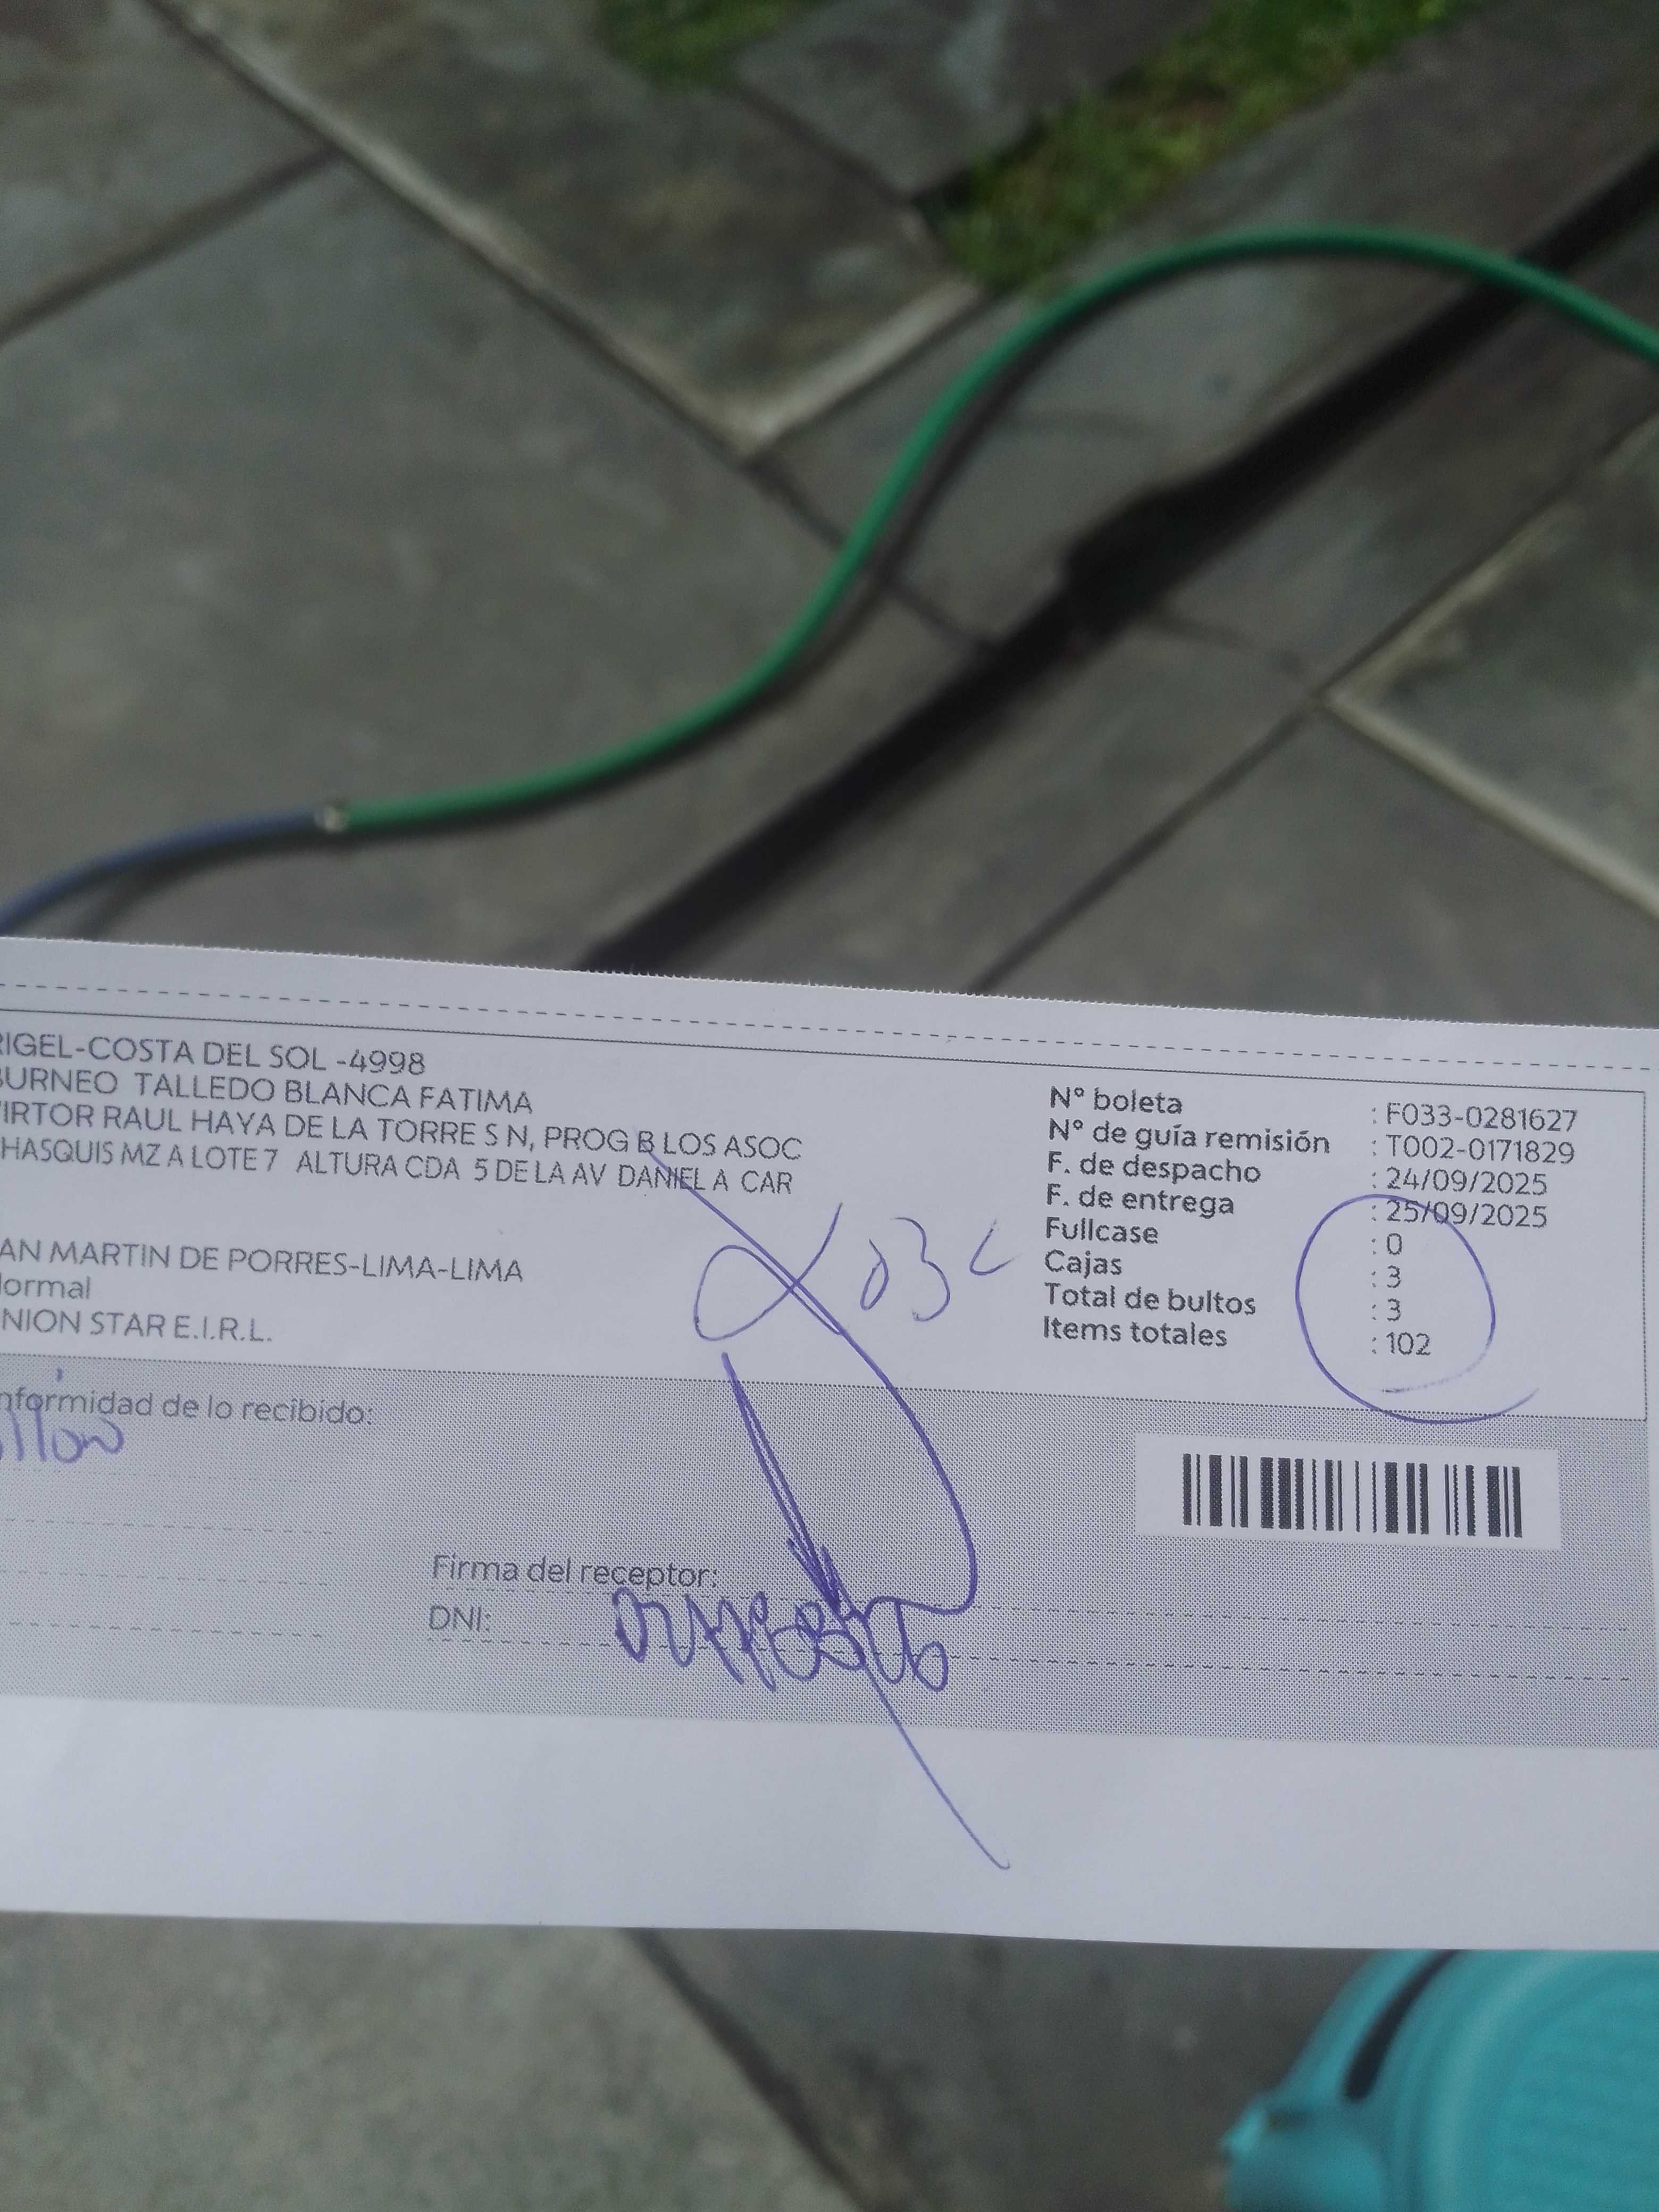 RIGEL-COSTA DEL SOL -4998
BURNEO TALLEDO BLANCA FATIMA
VIRTOR RAUL HAYA DE LA TORRE S N, PROG B LOS ASOC
HASQUIS MZ A LOTE 7 ALTURA CDA 5 DE LA AV DANIEL A CAR
AN MARTIN DE PORRES-LIMA-LIMA
Normal
NION STAR E.I.R.L.
03 C
N° boleta : F033-0281627
N° de guía remisión : T002-0171829
F. de despacho : 24/09/2025
F. de entrega : 25/09/2025
Fullcase : 0
Cajas : 3
Total de bultos : 3
Items totales : 102
nformidad de lo recibido:
Firma del receptor:
DNI: